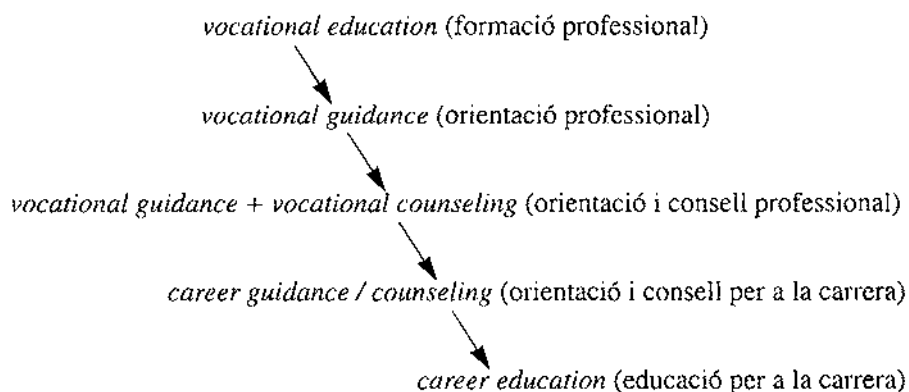 vocational education (formació professional)
vocational guidance (orientació professional)
vocational guidance + vocational counseling (orientació i consell professional)
career guidance / counseling (orientació i consell per a la carrera)
career education (educació per a la carrera)